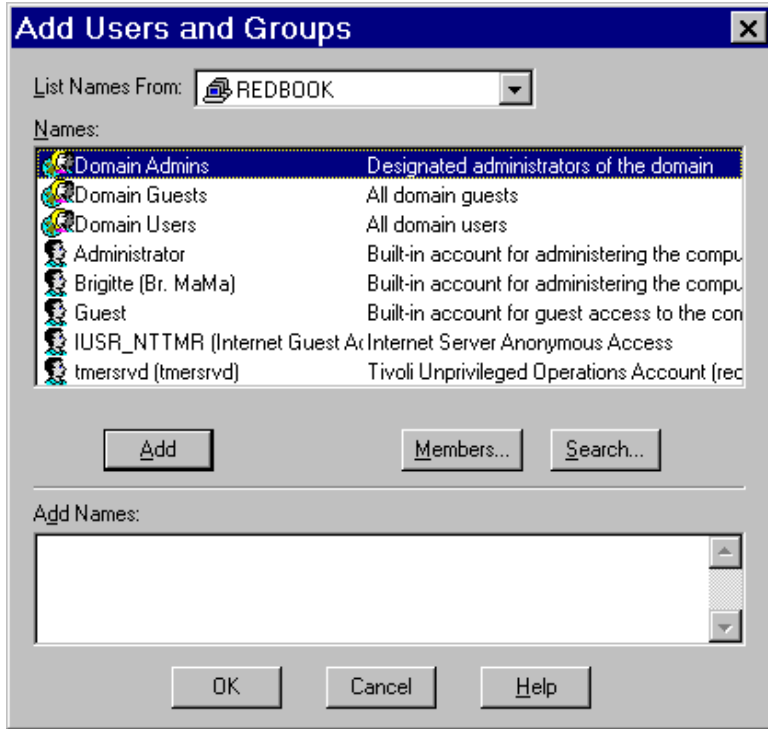 Add Users and Groups
List Names From: REDBOOK
Names:
Domain Admins Designated administrators of the domain
Domain Guests All domain guests
Domain Users All domain users
Administrator Built-in account for administering the compu
Brigitte (Br. MaMa) Built-in account for administering the compu
Guest Built-in account for guest access to the con
IUSR_NTTMR (Internet Guest Ac Internet Server Anonymous Access
tmersrvd (tmersrvd) Tivoli Unprivileged Operations Account (rec
Add Members... Search...
Add Names:
OK Cancel Help